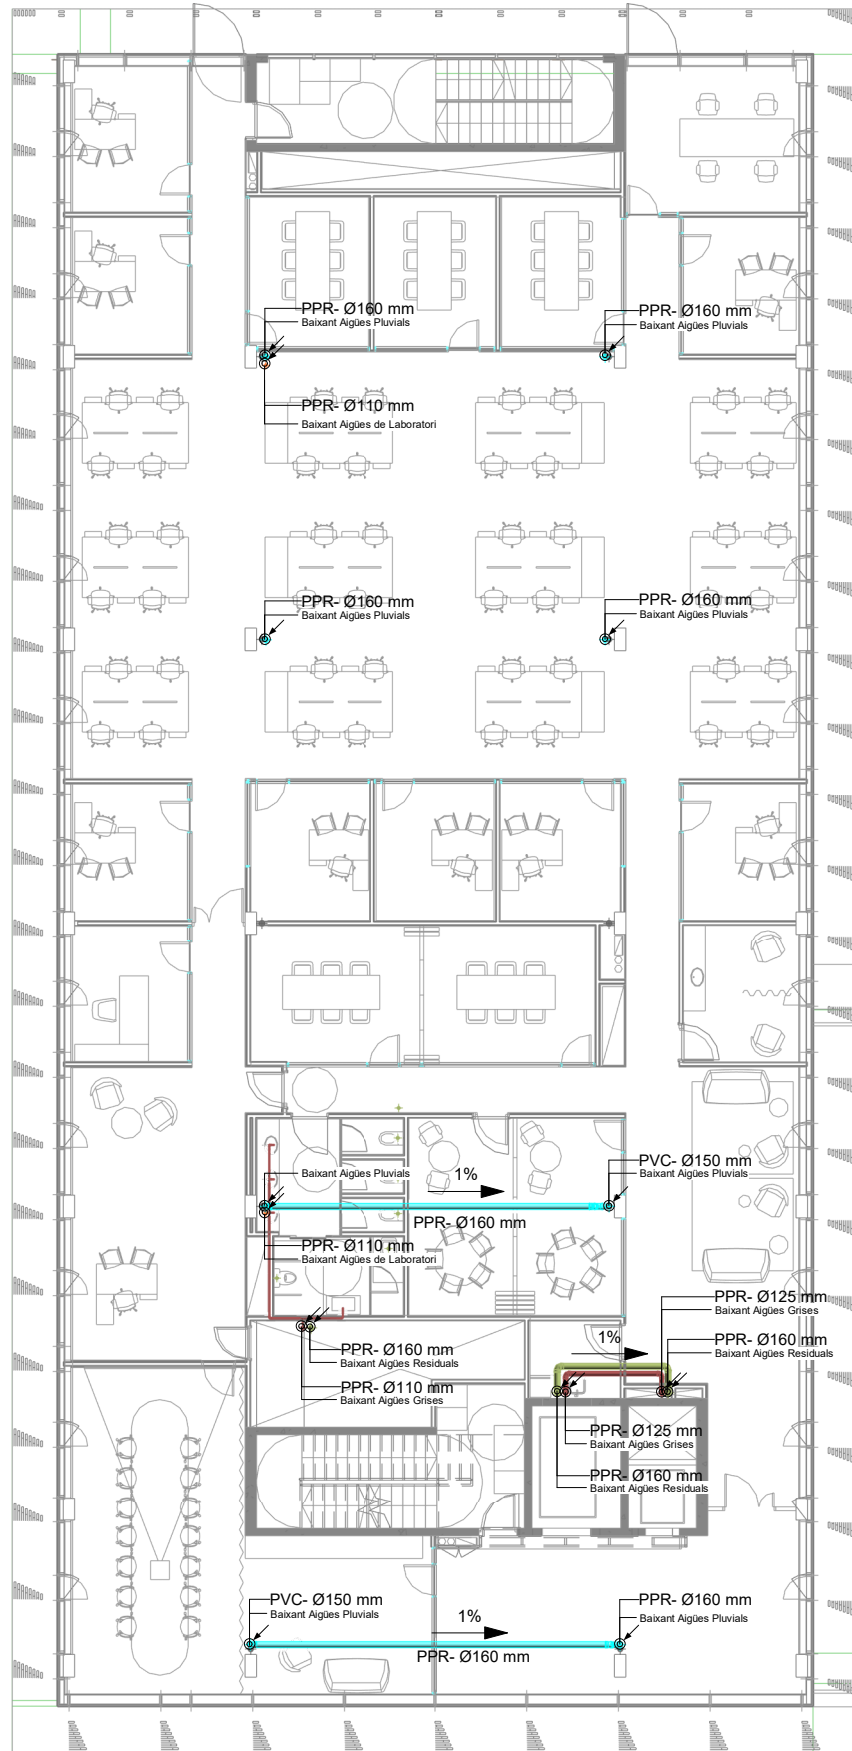 PPR- Ø160 mm
Baixant Aigües Pluvials
PPR- Ø160 mm
Baixant Aigües Pluvials
PPR- Ø110 mm
Baixant Aigües de Laboratori
PPR- Ø160 mm
Baixant Aigües Pluvials
PPR- Ø160 mm
Baixant Aigües Pluvials
Baixant Aigües Pluvials
1%
PVC- Ø150 mm
Baixant Aigües Pluvials
PPR- Ø160 mm
PPR- Ø110 mm
Baixant Aigües de Laboratori
PPR- Ø125 mm
Baixant Aigües Grises
1%
PPR- Ø160 mm
Baixant Aigües Residuals
PPR- Ø160 mm
Baixant Aigües Residuals
PPR- Ø110 mm
Baixant Aigües Grises
PPR- Ø125 mm
Baixant Aigües Grises
PPR- Ø160 mm
Baixant Aigües Residuals
PVC- Ø150 mm
Baixant Aigües Pluvials
1%
PPR- Ø160 mm
Baixant Aigües Pluvials
PPR- Ø160 mm